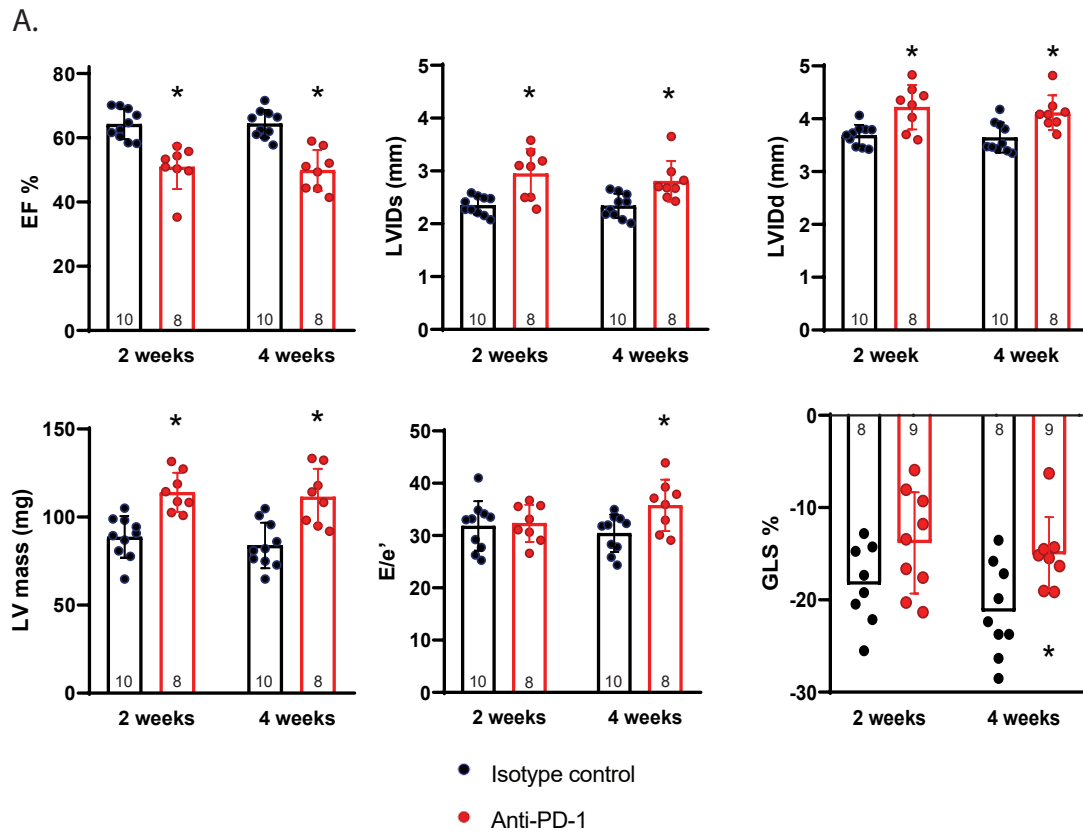 A.
EF %
80
60
40
20
0
* *
10 8 10 8
2 weeks 4 weeks
LVIDs (mm)
5
4
3
2
1
0
* *
10 8 10 8
2 weeks 4 weeks
LVIDd (mm)
5
4
3
2
1
0
* *
10 8 10 8
2 week 4 week
LV mass (mg)
150
100
50
0
* *
10 8 10 8
2 weeks 4 weeks
E/e'
50
40
30
20
10
0
*
10 8 10 8
2 weeks 4 weeks
GLS %
0
-10
-20
-30
8 9 8 9
*
2 weeks 4 weeks
Isotype control
Anti-PD-1